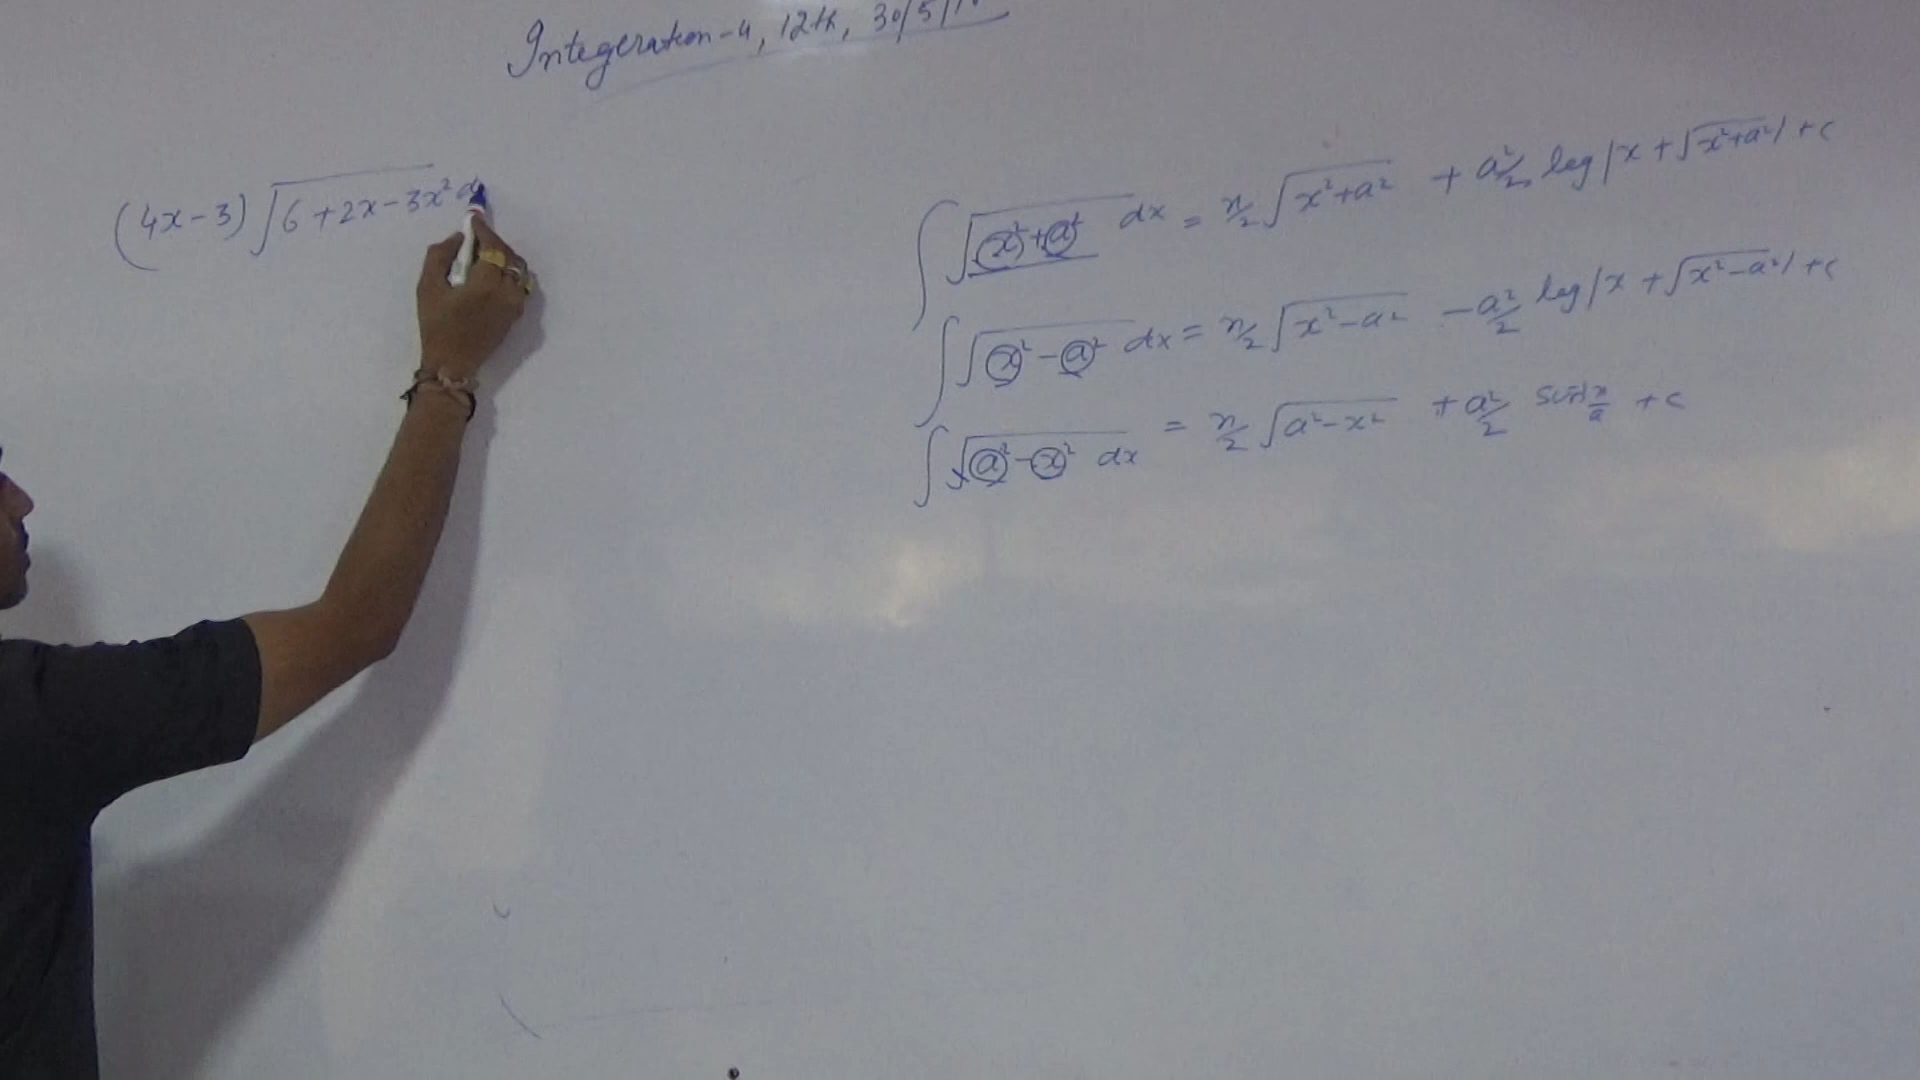 Integeration-4, 12th, 30/5/1
(4x-3) √6+2x-3x² d
∫ √x²+a² dx = x/2 √x²+a² + a²/2 log|x+√x²+a²|+c
∫ √x²-a² dx = x/2 √x²-a² - a²/2 log|x+√x²-a²|+c
∫ √a²-x² dx = x/2 √a²-x² + a²/2 sin⁻¹ x/a + c